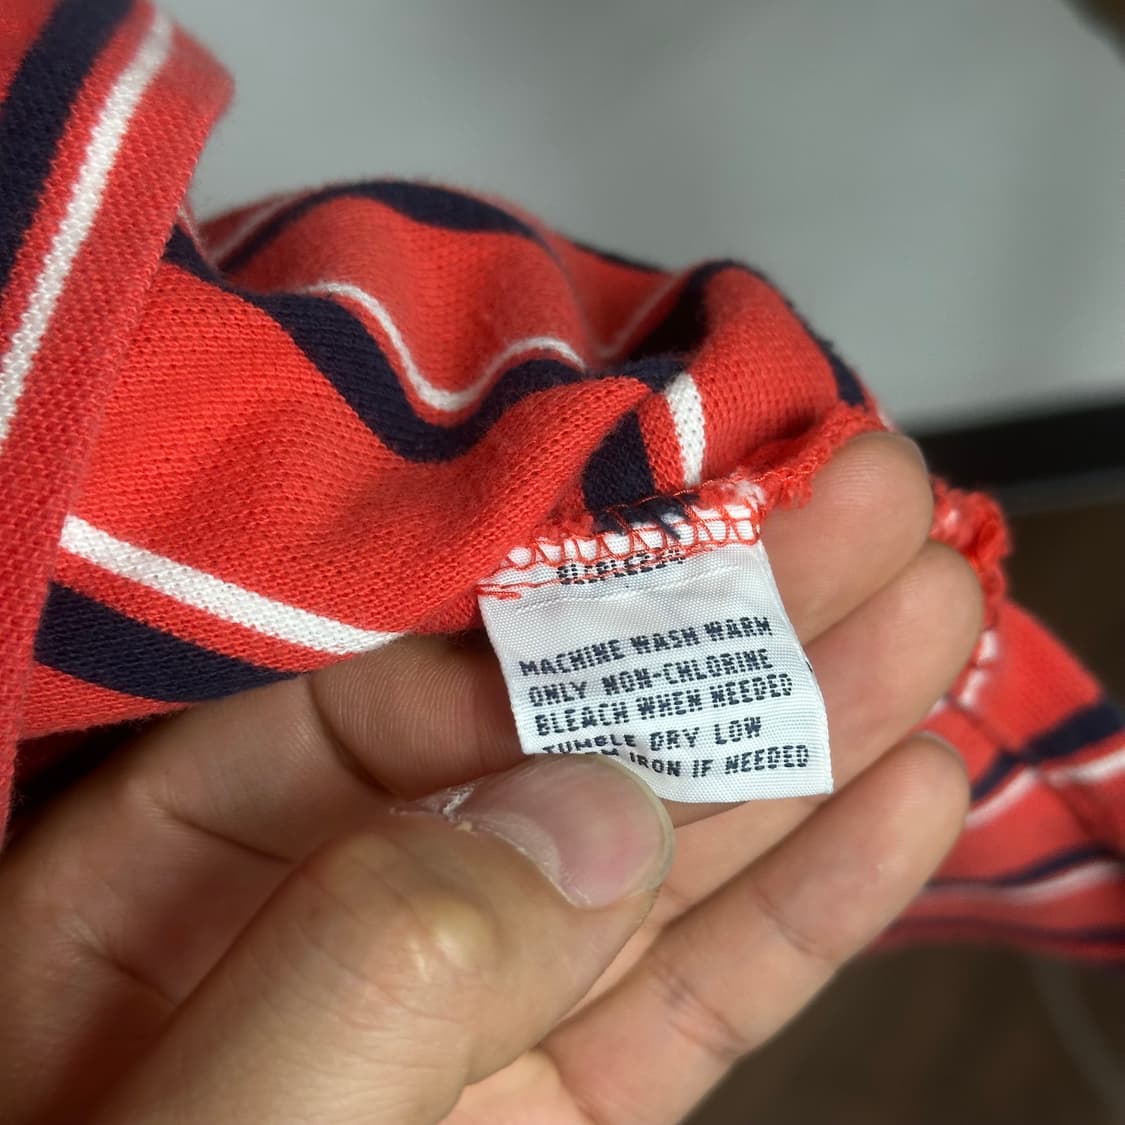 MACHINE WASH WARM
ONLY NON-CHLORINE
BLEACH WHEN NEEDED
TUMBLE DRY LOW
IRON IF NEEDED